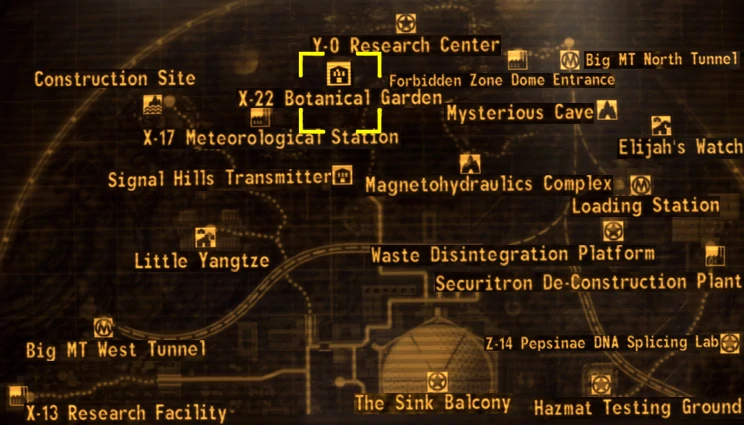 Y-0 Research Center
Big MT North Tunnel
Construction Site
Forbidden Zone Dome Entrance
X-22 Botanical Garden
Mysterious Cave
X-17 Meteorological Station
Elijah's Watch
Signal Hills Transmitter
Magnetohydraulics Complex
Loading Station
Little Yangtze
Waste Disintegration Platform
Securitron De-Construction Plant
Big MT West Tunnel
Z-14 Pepsinae DNA Splicing Lab
The Sink Balcony
Hazmat Testing Ground
X-13 Research Facility